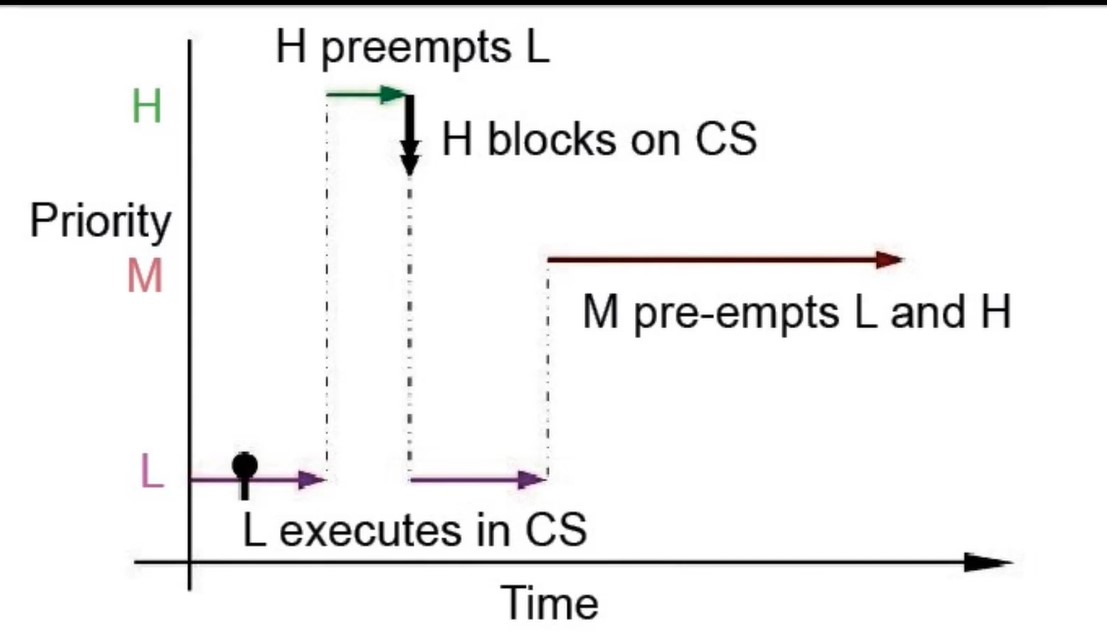 H preempts L
H
H blocks on CS
Priority
M
M pre-empts L and H
L
L executes in CS
Time